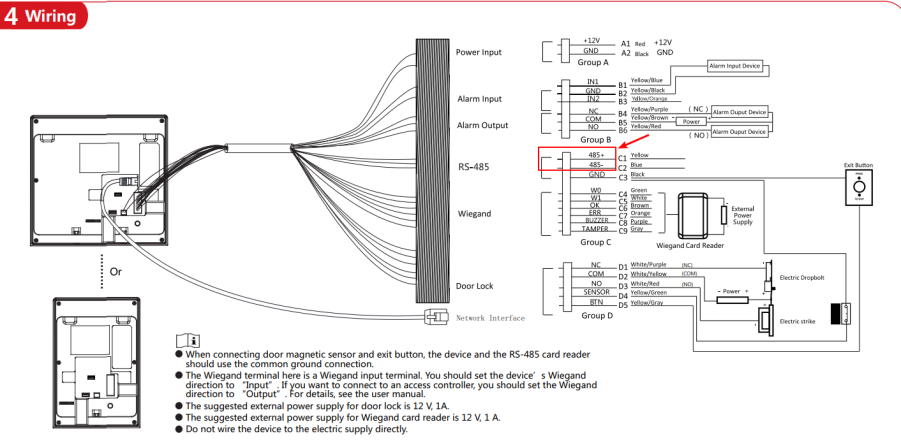 4 Wiring
Power Input
Alarm Input
Alarm Output
RS-485
Wiegand
Door Lock
Network Interface
Or
+12V A1 Red +12V
GND A2 Black GND
Group A
IN1 B1 Yellow/Blue
GND B2 Yellow/Black
IN2 B3 Yellow/Orange
NC B4 Yellow/Purple ( NC )
COM B5 Yellow/Brown - Power +
NO B6 Yellow/Red ( NO )
Group B
Alarm Input Device
Alarm Ouput Device
Alarm Ouput Device
485+ C1 Yellow
485- C2 Blue
GND C3 Black
W0 C4 Green
W1 C5 White
OK C6 Brown
ERR C7 Orange
BUZZER C8 Purple
TAMPER C9 Gray
Group C
Wiegand Card Reader
External
Power
Supply
Exit Button
NC D1 White/Purple (NC)
COM D2 White/Yellow (COM)
NO D3 White/Red (NO)
SENSOR D4 Yellow/Green
BTN D5 Yellow/Gray
Group D
- Power +
Electric Dropbolt
Electric strike
i
● When connecting door magnetic sensor and exit button, the device and the RS-485 card reader
should use the common ground connection.
● The Wiegand terminal here is a Wiegand input terminal. You should set the device’ s Wiegand
direction to “Input” . If you want to connect to an access controller, you should set the Wiegand
direction to “Output” . For details, see the user manual.
● The suggested external power supply for door lock is 12 V, 1A.
● The suggested external power supply for Wiegand card reader is 12 V, 1 A.
● Do not wire the device to the electric supply directly.